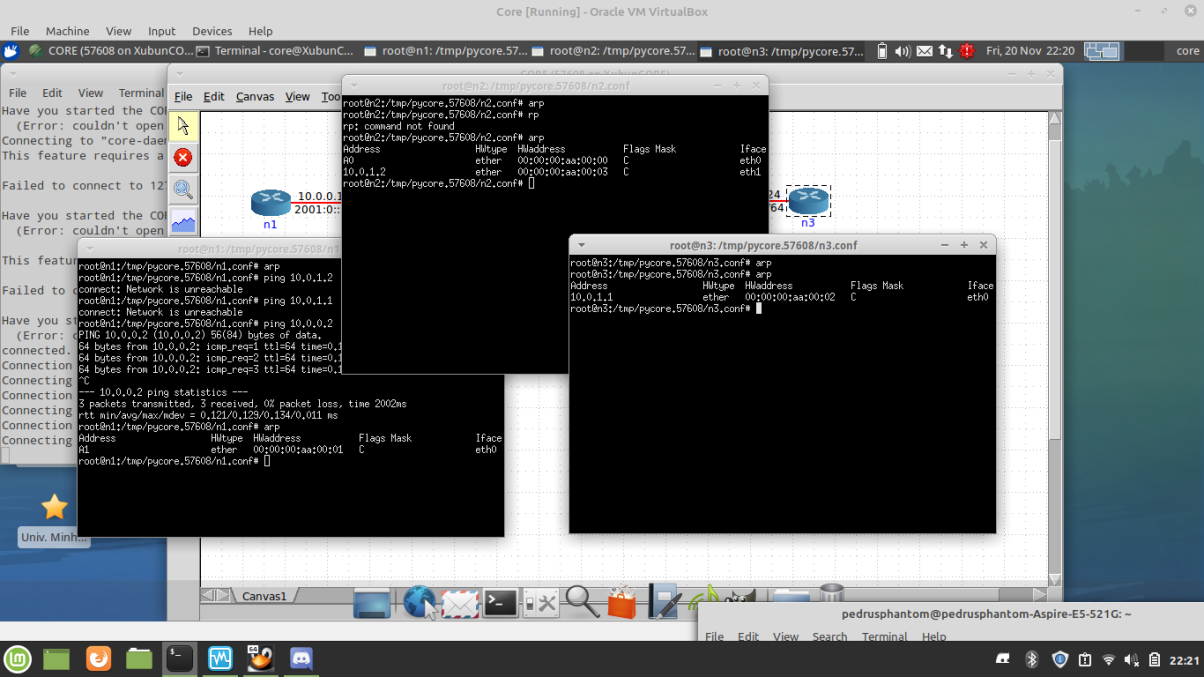 Core [Running] - Oracle VM VirtualBox
File Machine View Input Devices Help
CORE (57608 on XubunCO... Terminal - core@XubunC... root@n1: /tmp/pycore.57... root@n2: /tmp/pycore.57... root@n3: /tmp/pycore.57... Fri, 20 Nov 22:20 core
CORE (57608 on XubunCORE)
File Edit View Terminal
Have you started the COR
(Error: couldn't open
Connecting to "core-daem
This feature requires a
Failed to connect to 127
Have you started the COR
(Error: couldn't open
This featur
Failed to c
Have you st
(Error: c
connected.
Connection
Connecting
Connection
Connecting
Connection
Connecting
File Edit Canvas View Too
10.0.0.1
2001:0::
n1
24
/64
n3
root@n2: /tmp/pycore.57608/n2.conf
root@n2:/tmp/pycore.57608/n2.conf# arp
root@n2:/tmp/pycore.57608/n2.conf# rp
rp: command not found
root@n2:/tmp/pycore.57608/n2.conf# arp
Address HWtype HWaddress Flags Mask Iface
A0 ether 00:00:00:aa:00:00 C eth0
10.0.1.2 ether 00:00:00:aa:00:03 C eth1
root@n2:/tmp/pycore.57608/n2.conf#
root@n1: /tmp/pycore.57608/n1
root@n1:/tmp/pycore.57608/n1.conf# arp
root@n1:/tmp/pycore.57608/n1.conf# ping 10.0.1.2
connect: Network is unreachable
root@n1:/tmp/pycore.57608/n1.conf# ping 10.0.1.1
connect: Network is unreachable
root@n1:/tmp/pycore.57608/n1.conf# ping 10.0.0.2
PING 10.0.0.2 (10.0.0.2) 56(84) bytes of data.
64 bytes from 10.0.0.2: icmp_req=1 ttl=64 time=0.1
64 bytes from 10.0.0.2: icmp_req=2 ttl=64 time=0.1
64 bytes from 10.0.0.2: icmp_req=3 ttl=64 time=0.1
^C
--- 10.0.0.2 ping statistics ---
3 packets transmitted, 3 received, 0% packet loss, time 2002ms
rtt min/avg/max/mdev = 0.121/0.129/0.134/0.011 ms
root@n1:/tmp/pycore.57608/n1.conf# arp
Address HWtype HWaddress Flags Mask Iface
A1 ether 00:00:00:aa:00:01 C eth0
root@n1:/tmp/pycore.57608/n1.conf#
root@n3: /tmp/pycore.57608/n3.conf
root@n3:/tmp/pycore.57608/n3.conf# arp
root@n3:/tmp/pycore.57608/n3.conf# arp
Address HWtype HWaddress Flags Mask Iface
10.0.1.1 ether 00:00:00:aa:00:02 C eth0
root@n3:/tmp/pycore.57608/n3.conf#
Univ. Minh...
Canvas1
pedrusphantom@pedrusphantom-Aspire-E5-521G: ~
File Edit View Search Terminal Help
22:21